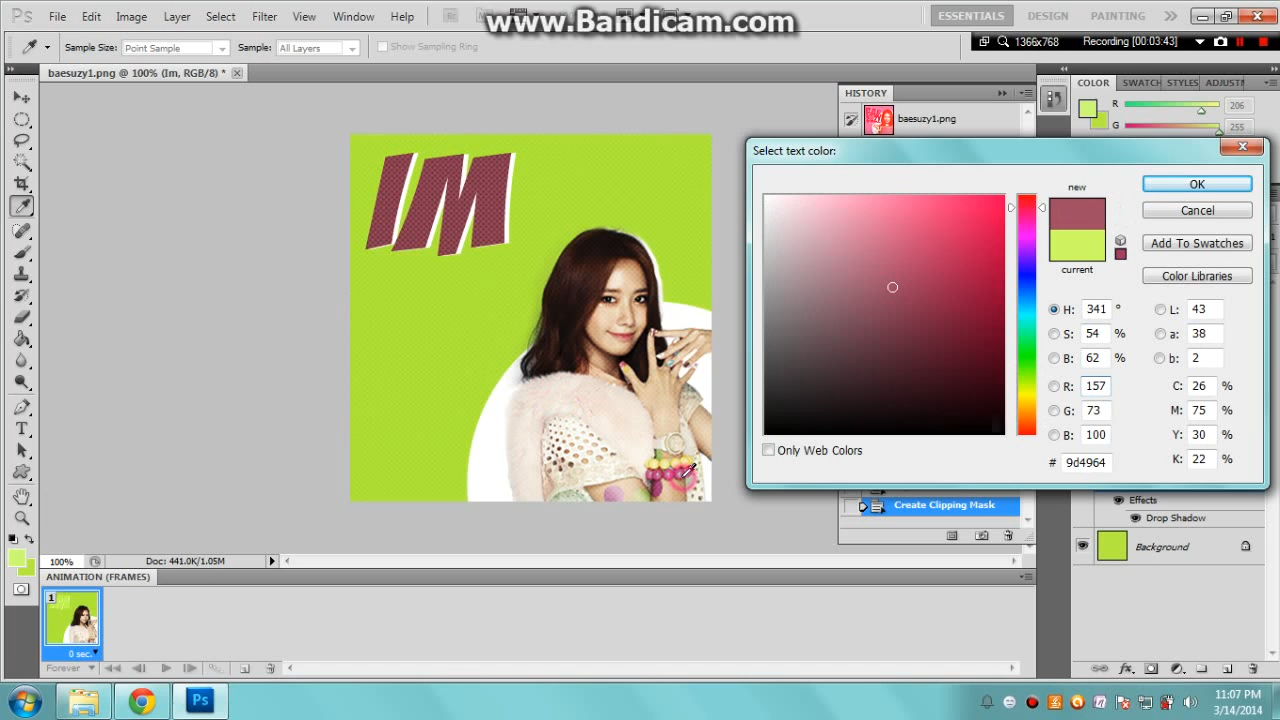 Ps File Edit Image Layer Select Filter View Window Help
www.Bandicam.com
ESSENTIALS DESIGN PAINTING
Sample Size: Point Sample Sample: All Layers Show Sampling Ring
1366x768 Recording [00:03:43]
baesuzy1.png @ 100% (Im, RGB/8) *
HISTORY
baesuzy1.png
COLOR SWATCH STYLES ADJUST
R 206
G 255
IM
Select text color:
new
current
OK
Cancel
Add To Swatches
Color Libraries
H: 341 °
S: 54 %
B: 62 %
R: 157
G: 73
B: 100
# 9d4964
L: 43
a: 38
b: 2
C: 26 %
M: 75 %
Y: 30 %
K: 22 %
Only Web Colors
Create Clipping Mask
Effects
Drop Shadow
Background
100% Doc: 441.0K/1.05M
ANIMATION (FRAMES)
1
0 sec.
Forever
Ps
11:07 PM
3/14/2014